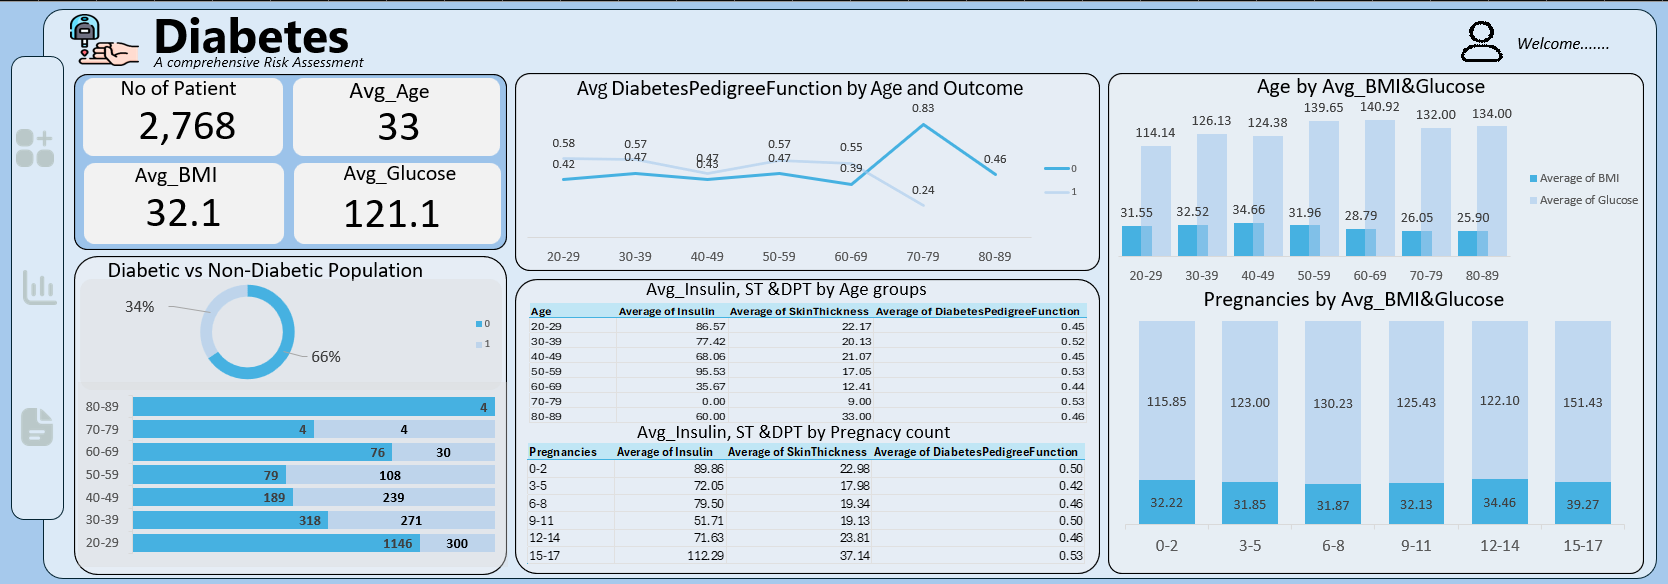 Diabetes
A comprehensive Risk Assessment
Welcome.......
No of Patient
2,768
Avg_Age
33
Avg_BMI
32.1
Avg_Glucose
121.1
Diabetic vs Non-Diabetic Population
34%
66%
0
1
80-89 4
70-79 4 4
60-69 76 30
50-59 79 108
40-49 189 239
30-39 318 271
20-29 1146 300
Avg DiabetesPedigreeFunction by Age and Outcome
0.83
0.58 0.57 0.47 0.57 0.55
0.42 0.47 0.43 0.47 0.39 0.46
0.24
0
1
20-29 30-39 40-49 50-59 60-69 70-79 80-89
Avg_Insulin, ST &DPT by Age groups
Age Average of Insulin Average of SkinThickness Average of DiabetesPedigreeFunction
20-29 86.57 22.17 0.45
30-39 77.42 20.13 0.52
40-49 68.06 21.07 0.45
50-59 95.53 17.05 0.53
60-69 35.67 12.41 0.44
70-79 0.00 9.00 0.53
80-89 60.00 33.00 0.46
Avg_Insulin, ST &DPT by Pregnacy count
Pregnancies Average of Insulin Average of SkinThickness Average of DiabetesPedigreeFunction
0-2 89.86 22.98 0.50
3-5 72.05 17.98 0.42
6-8 79.50 19.34 0.46
9-11 51.71 19.13 0.50
12-14 71.63 23.81 0.46
15-17 112.29 37.14 0.53
Age by Avg_BMI&Glucose
114.14 126.13 124.38 139.65 140.92 132.00 134.00
31.55 32.52 34.66 31.96 28.79 26.05 25.90
20-29 30-39 40-49 50-59 60-69 70-79 80-89
Average of BMI
Average of Glucose
Pregnancies by Avg_BMI&Glucose
115.85 123.00 130.23 125.43 122.10 151.43
32.22 31.85 31.87 32.13 34.46 39.27
0-2 3-5 6-8 9-11 12-14 15-17